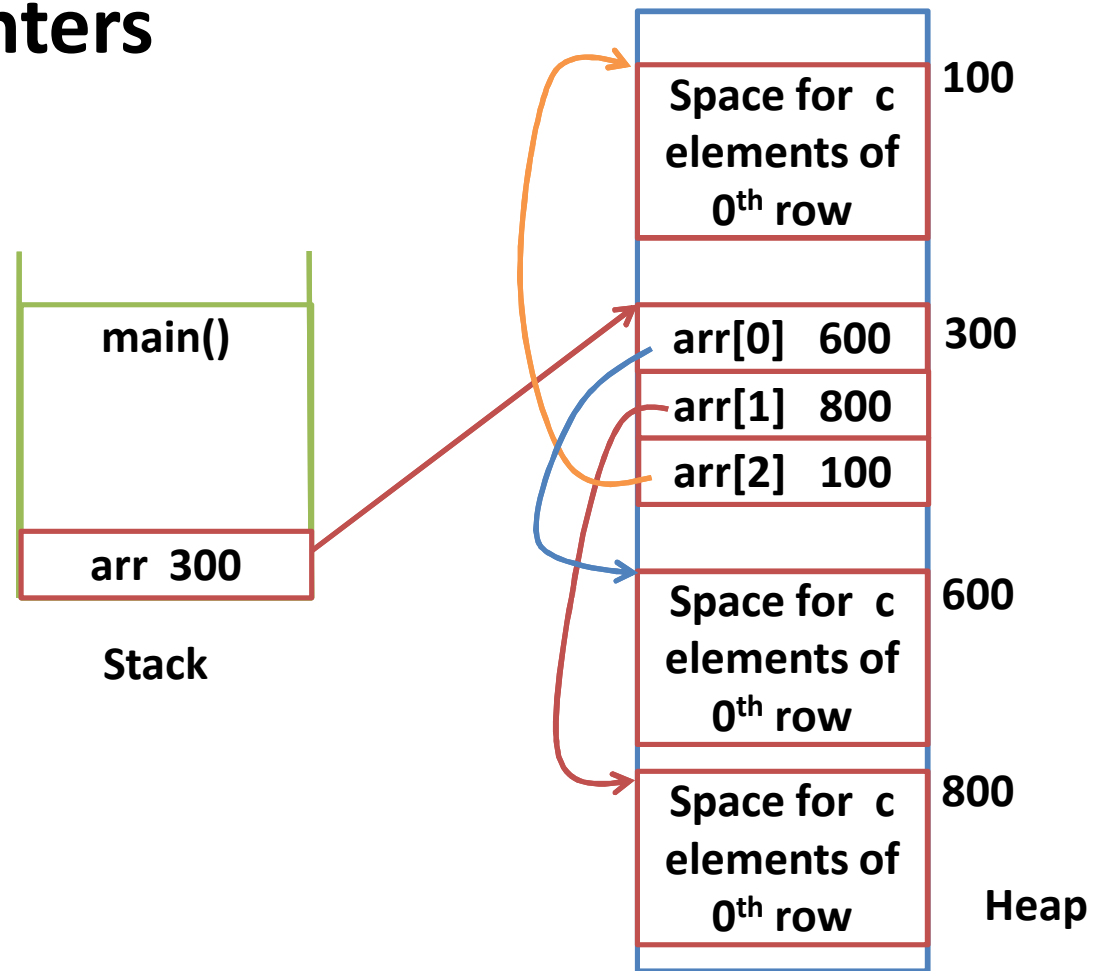 nters
main()
arr 300
Stack
Space for c
elements of
0th row
100
arr[0] 600
300
arr[1] 800
arr[2] 100
Space for c
elements of
0th row
600
Space for c
elements of
0th row
800
Heap